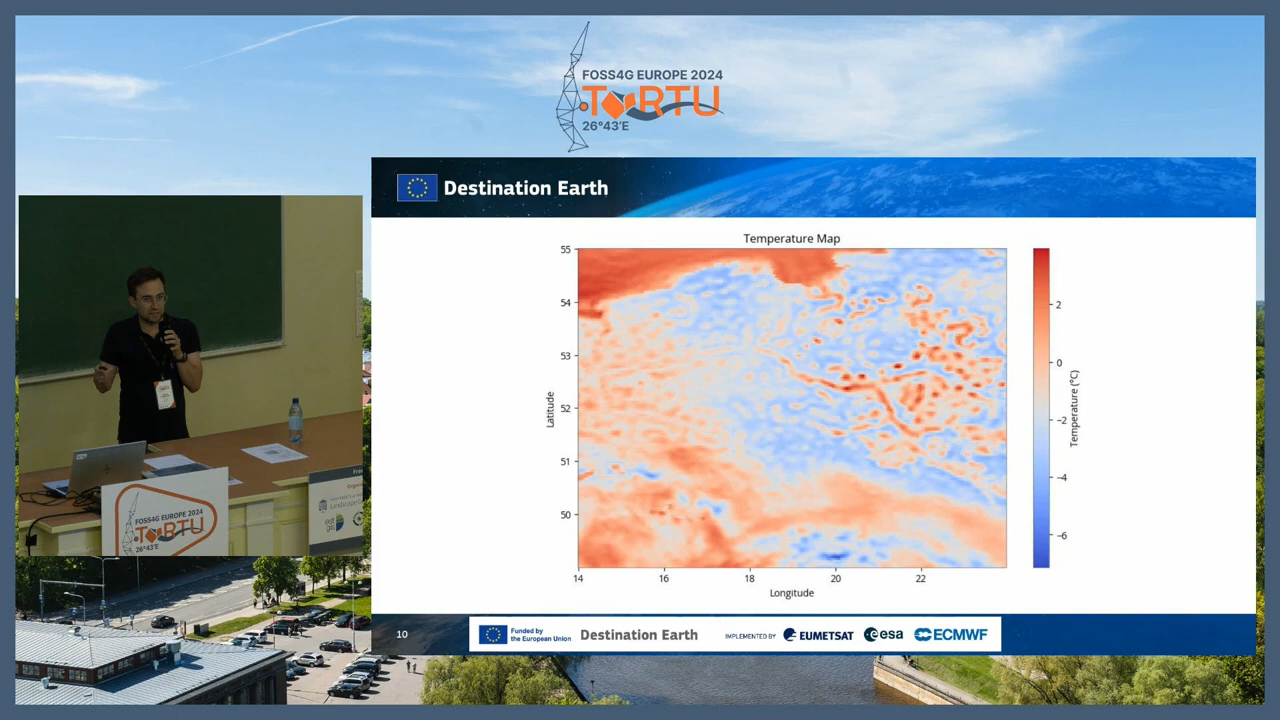 FOSS4G EUROPE 2024
TORTU
26°43'E
Destination Earth
Temperature Map
55
54
53
52
51
50
Latitude
14
16
18
20
22
Longitude
2
0
−2
−4
−6
Temperature (°C)
10
Funded by
the European Union
Destination Earth
IMPLEMENTED BY
EUMETSAT
esa
ECMWF
FOSS4G EUROPE 2024
TORTU
26°43'E